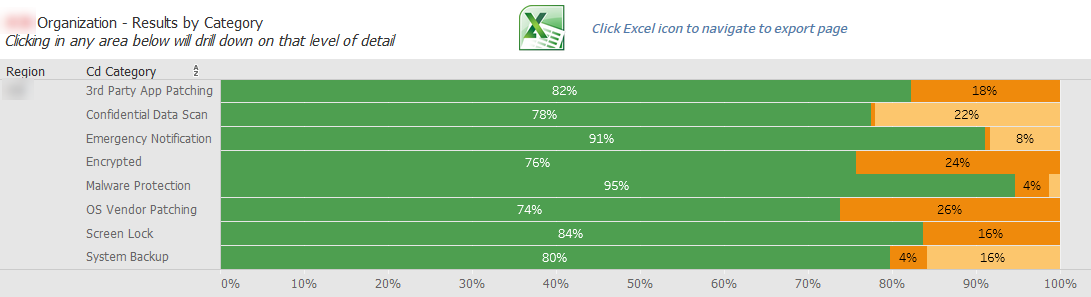 Organization - Results by Category
Clicking in any area below will drill down on that level of detail
Click Excel icon to navigate to export page
Region Cd Category
3rd Party App Patching 82% 18%
Confidential Data Scan 78% 22%
Emergency Notification 91% 8%
Encrypted 76% 24%
Malware Protection 95% 4%
OS Vendor Patching 74% 26%
Screen Lock 84% 16%
System Backup 80% 4% 16%
0% 10% 20% 30% 40% 50% 60% 70% 80% 90% 100%